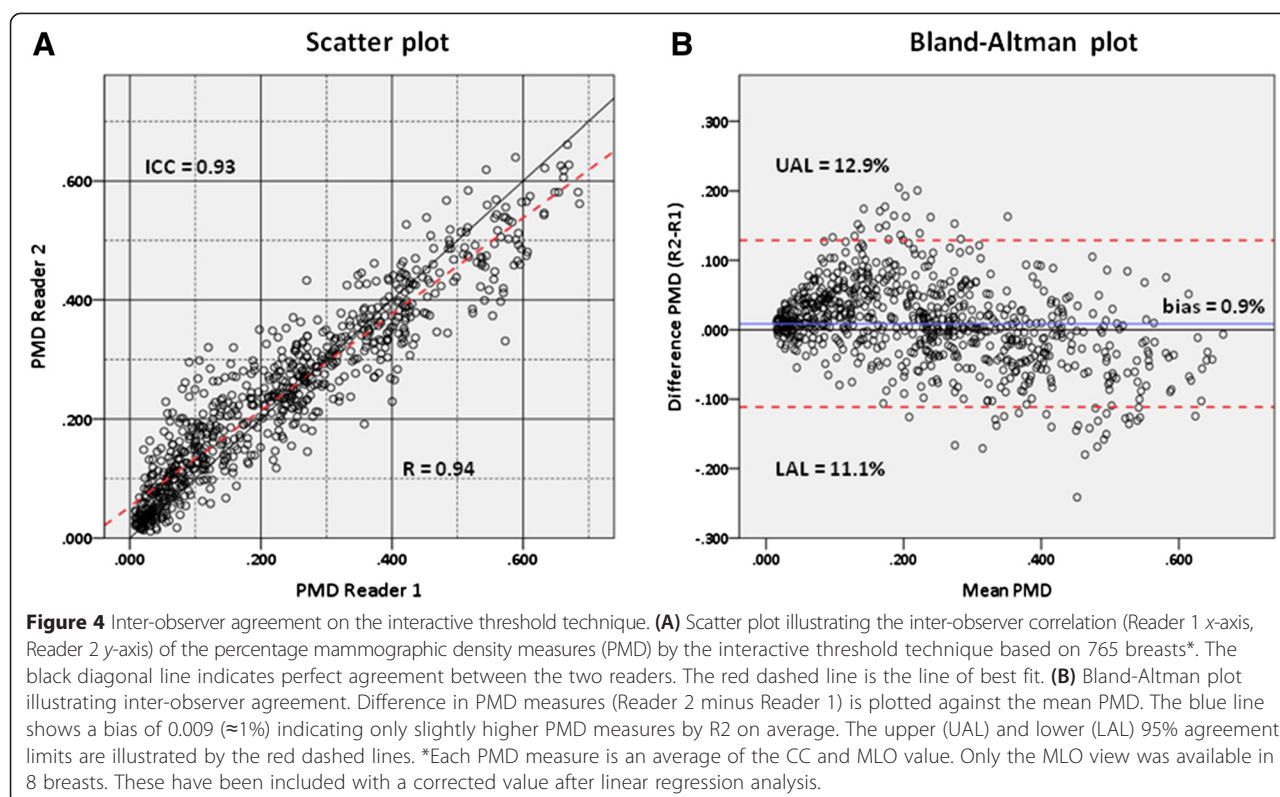 A
Scatter plot
ICC = 0.93
R = 0.94
.600
.400
.200
.000
.000 .200 .400 .600
PMD Reader 2
PMD Reader 1
B
Bland-Altman plot
UAL = 12.9%
bias = 0.9%
LAL = 11.1%
.300
.200
.100
.000
-.100
-.200
-.300
.000 .200 .400 .600
Difference PMD (R2-R1)
Mean PMD
Figure 4 Inter-observer agreement on the interactive threshold technique. (A) Scatter plot illustrating the inter-observer correlation (Reader 1 x-axis,
Reader 2 y-axis) of the percentage mammographic density measures (PMD) by the interactive threshold technique based on 765 breasts*. The
black diagonal line indicates perfect agreement between the two readers. The red dashed line is the line of best fit. (B) Bland-Altman plot
illustrating inter-observer agreement. Difference in PMD measures (Reader 2 minus Reader 1) is plotted against the mean PMD. The blue line
shows a bias of 0.009 (≈1%) indicating only slightly higher PMD measures by R2 on average. The upper (UAL) and lower (LAL) 95% agreement
limits are illustrated by the red dashed lines. *Each PMD measure is an average of the CC and MLO value. Only the MLO view was available in
8 breasts. These have been included with a corrected value after linear regression analysis.